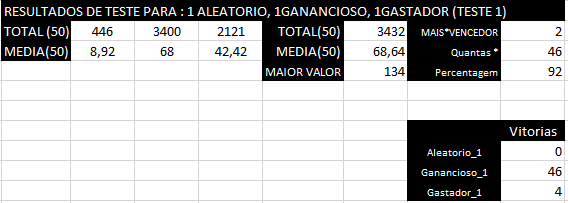 RESULTADOS DE TESTE PARA : 1 ALEATORIO, 1GANANCIOSO, 1GASTADOR (TESTE 1)
TOTAL (50) 446 3400 2121 TOTAL(50) 3432 MAIS*VENCEDOR 2
MEDIA(50) 8,92 68 42,42 MEDIA(50) 68,64 Quantas * 46
MAIOR VALOR 134 Percentagem 92
Vitorias
Aleatorio_1 0
Ganancioso_1 46
Gastador_1 4